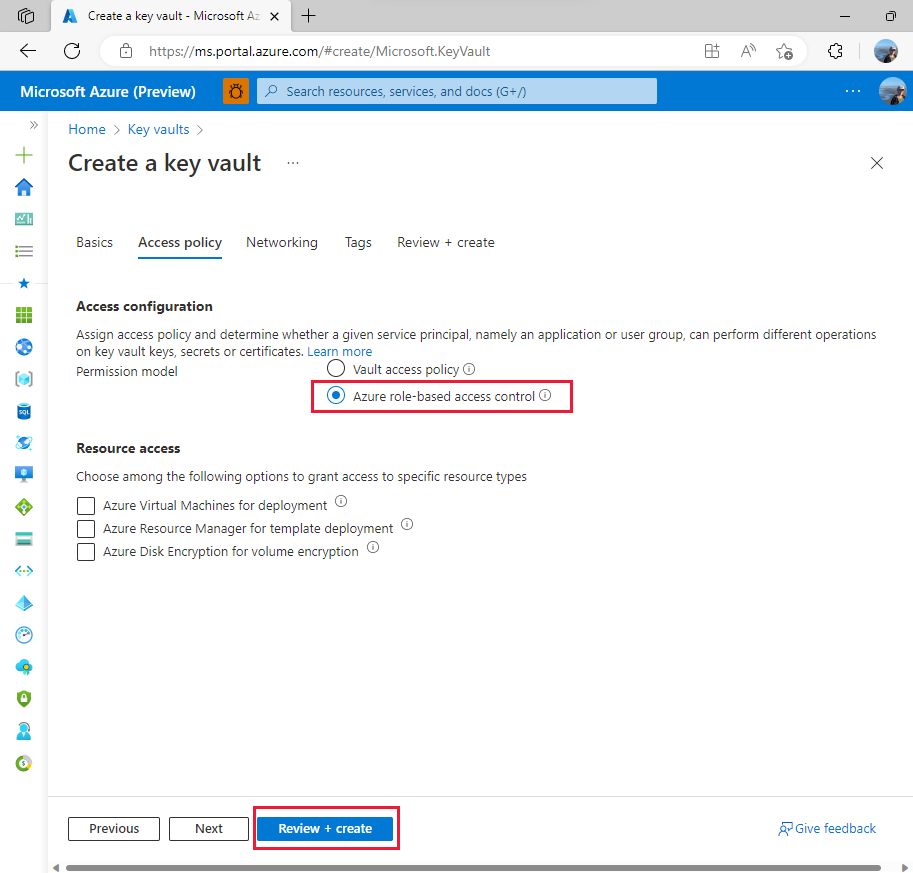 Create a key vault - Microsoft Az
https://ms.portal.azure.com/#create/Microsoft.KeyVault
Microsoft Azure (Preview)
Search resources, services, and docs (G+/)
Home > Key vaults >
Create a key vault ...
Basics Access policy Networking Tags Review + create
Access configuration
Assign access policy and determine whether a given service principal, namely an application or user group, can perform different operations
on key vault keys, secrets or certificates. Learn more
Permission model
Vault access policy
Azure role-based access control
Resource access
Choose among the following options to grant access to specific resource types
Azure Virtual Machines for deployment
Azure Resource Manager for template deployment
Azure Disk Encryption for volume encryption
Previous Next Review + create Give feedback